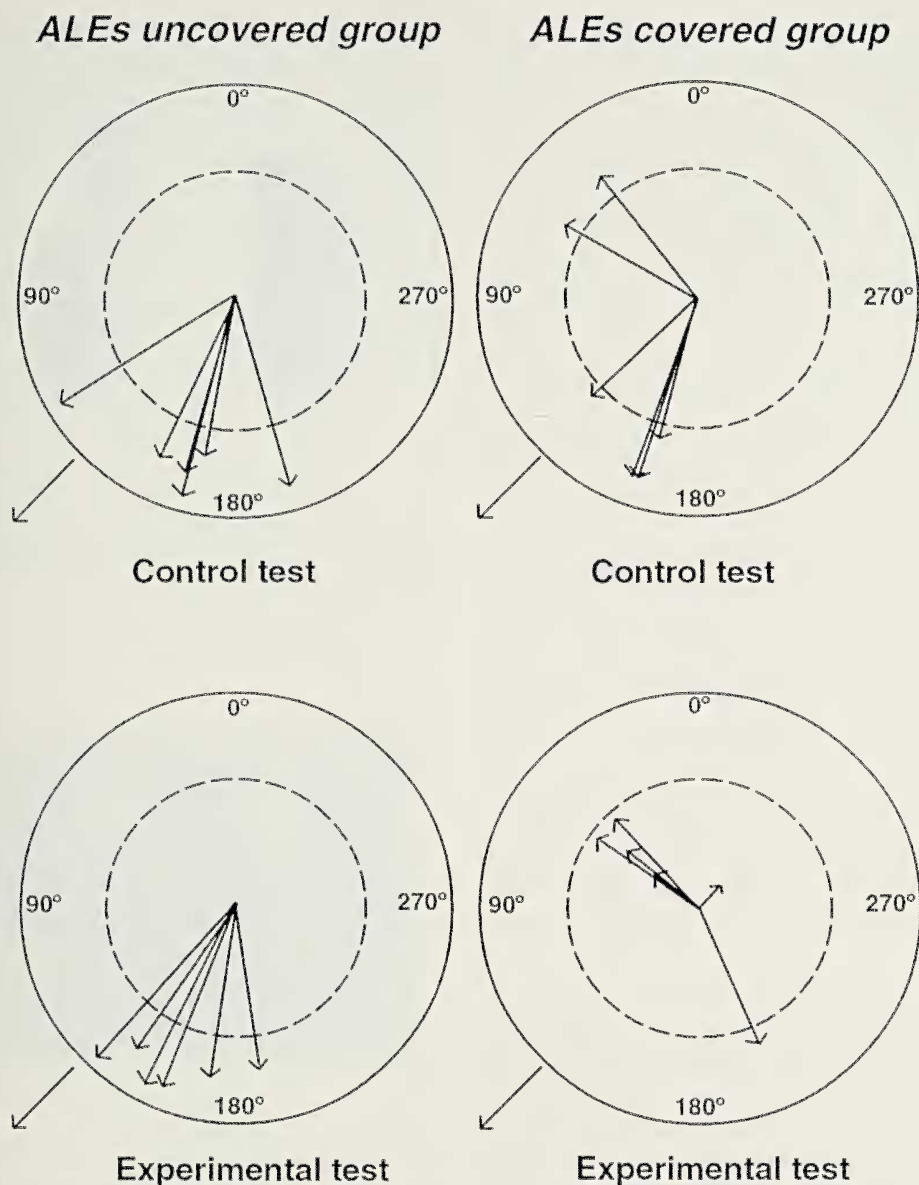 ALEs uncovered group
ALEs covered group
0°
90°
270°
180°
Control test
0°
90°
270°
180°
Control test
0°
90°
270°
180°
Experimental test
0°
90°
270°
180°
Experimental test